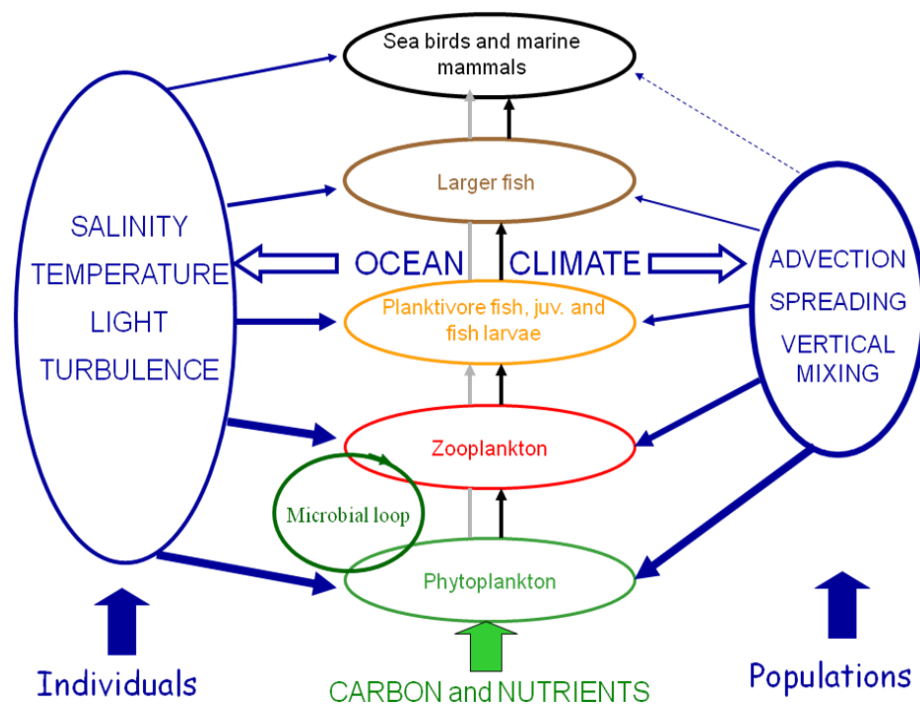 Sea birds and marine
mammals
Larger fish
SALINITY
TEMPERATURE
LIGHT
TURBULENCE
OCEAN CLIMATE
ADVECTION
SPREADING
VERTICAL
MIXING
Planktivore fish, juv. and
fish larvae
Zooplankton
Microbial loop
Phytoplankton
Individuals
CARBON and NUTRIENTS
Populations